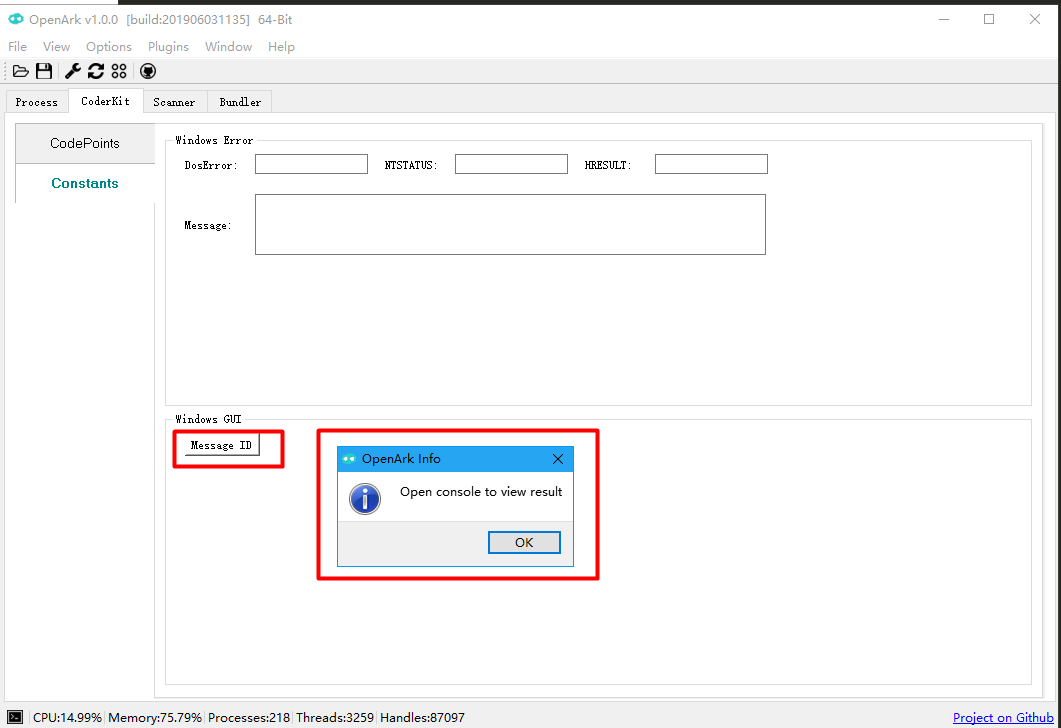 OpenArk v1.0.0 [build:201906031135] 64-Bit
File View Options Plugins Window Help
Process CoderKit Scanner Bundler
CodePoints
Constants
Windows Error
DosError: NTSTATUS: HRESULT:
Message:
Windows GUI
Message ID
OpenArk Info
Open console to view result
OK
CPU:14.99% Memory:75.79% Processes:218 Threads:3259 Handles:87097 Project on Github